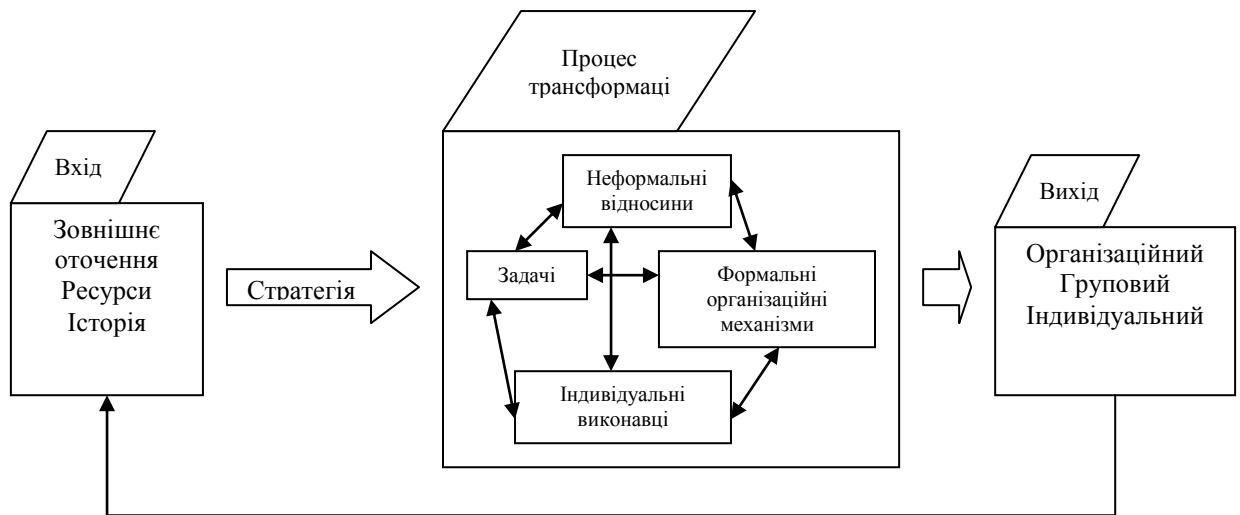 Процес
трансформаці
Вхід
Зовнішнє
оточення
Ресурси
Історія
Стратегія
Неформальні
відносини
Задачі
Формальні
організаційні
механізми
Індивідуальні
виконавці
Вихід
Організаційний
Груповий
Індивідуальний